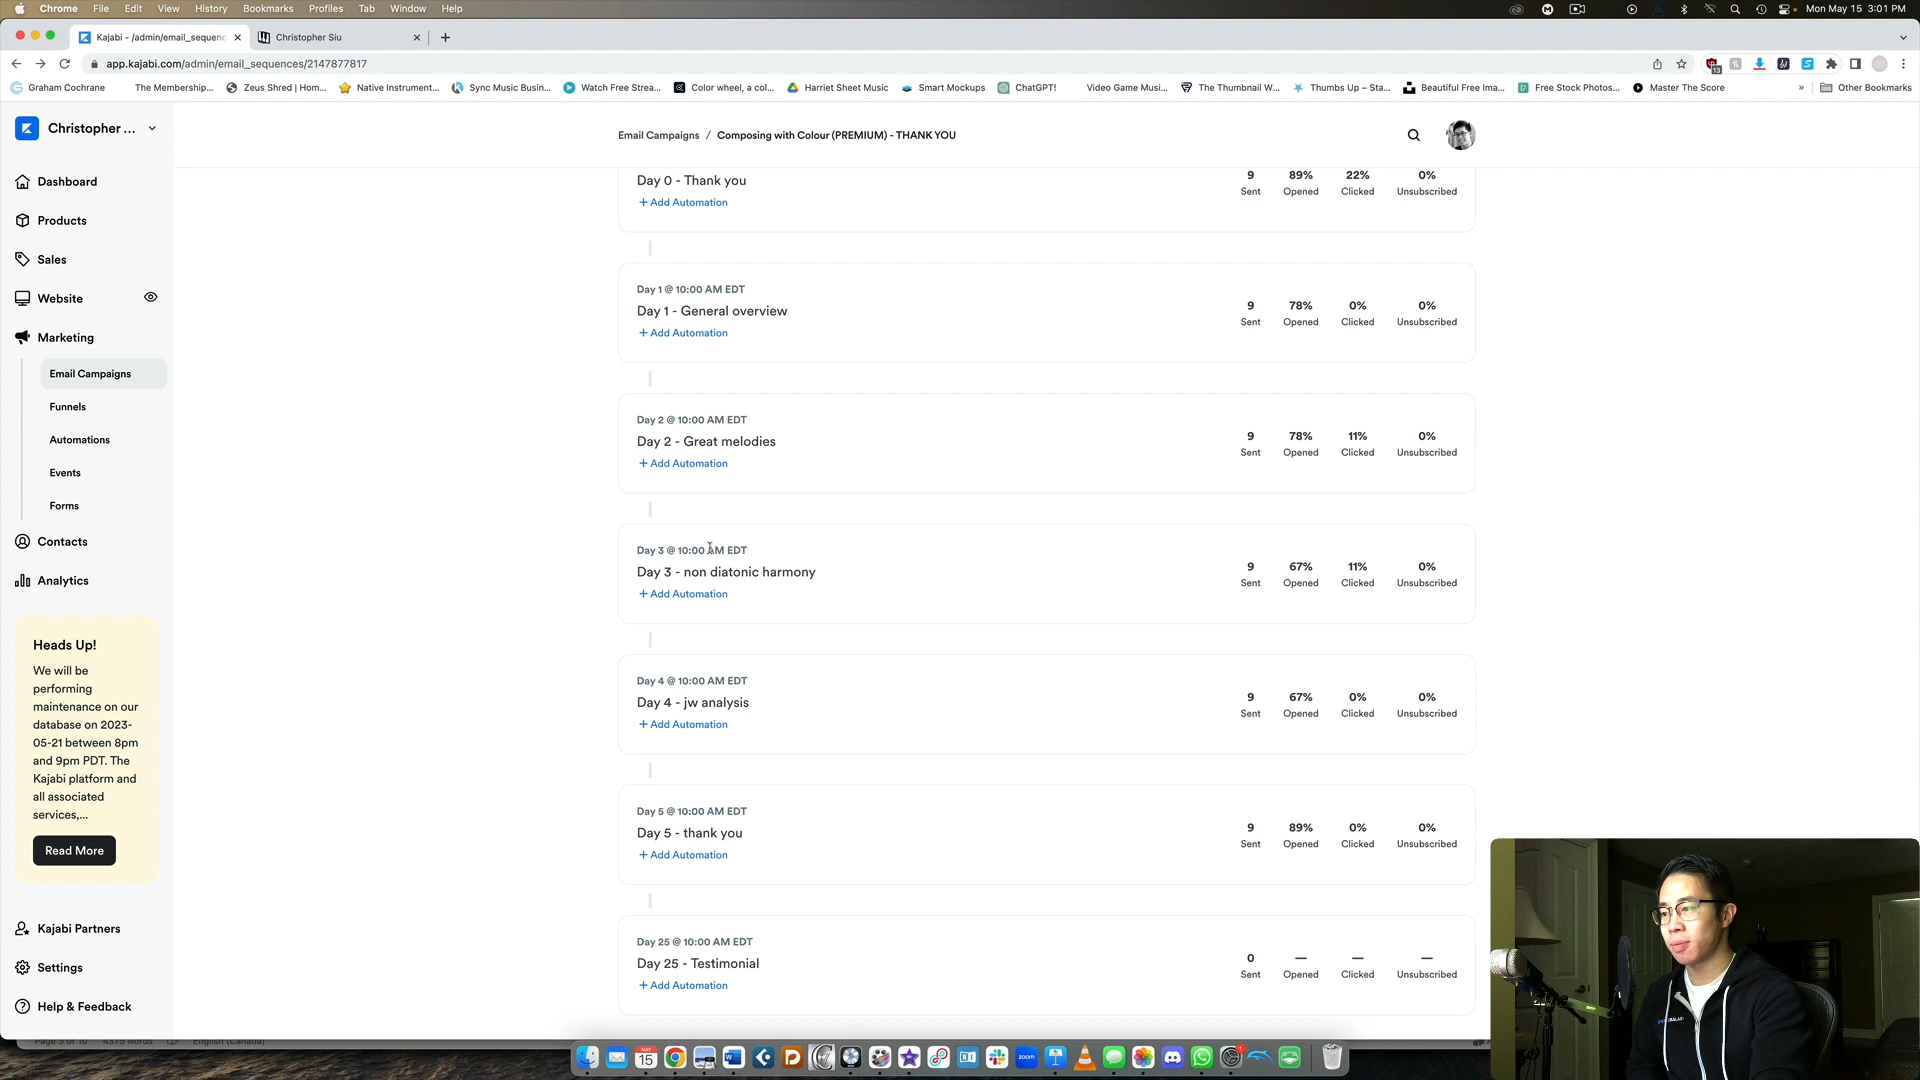 Chrome File Edit View History Bookmarks Profiles Tab Window Help
Mon May 15 3:01 PM
Kajabi - /admin/email_sequenc
Christopher Siu
app.kajabi.com/admin/email_sequences/2147877817
13
Graham Cochrane
The Membership...
Zeus Shred | Hom...
Native Instrument...
Sync Music Busin...
Watch Free Strea...
Color wheel, a col...
Harriet Sheet Music
Smart Mockups
ChatGPT!
Video Game Musi...
The Thumbnail W...
Thumbs Up – Sta...
Beautiful Free Ima...
Free Stock Photos...
Master The Score
»
Other Bookmarks
Christopher ...
Email Campaigns / Composing with Colour (PREMIUM) - THANK YOU
Dashboard
Products
Sales
Website
Marketing
Email Campaigns
Funnels
Automations
Events
Forms
Contacts
Analytics
Heads Up!
We will be
performing
maintenance on our
database on 2023-
05-21 between 8pm
and 9pm PDT. The
Kajabi platform and
all associated
services,...
Read More
Kajabi Partners
Settings
Help & Feedback
Day 0 - Thank you
+ Add Automation
9 89% 22% 0%
Sent Opened Clicked Unsubscribed
Day 1 @ 10:00 AM EDT
Day 1 - General overview
+ Add Automation
9 78% 0% 0%
Sent Opened Clicked Unsubscribed
Day 2 @ 10:00 AM EDT
Day 2 - Great melodies
+ Add Automation
9 78% 11% 0%
Sent Opened Clicked Unsubscribed
Day 3 @ 10:00 AM EDT
Day 3 - non diatonic harmony
+ Add Automation
9 67% 11% 0%
Sent Opened Clicked Unsubscribed
Day 4 @ 10:00 AM EDT
Day 4 - jw analysis
+ Add Automation
9 67% 0% 0%
Sent Opened Clicked Unsubscribed
Day 5 @ 10:00 AM EDT
Day 5 - thank you
+ Add Automation
9 89% 0% 0%
Sent Opened Clicked Unsubscribed
Day 25 @ 10:00 AM EDT
Day 25 - Testimonial
+ Add Automation
0 — — —
Sent Opened Clicked Unsubscribed
English (Canada)
MAY
15
zoom